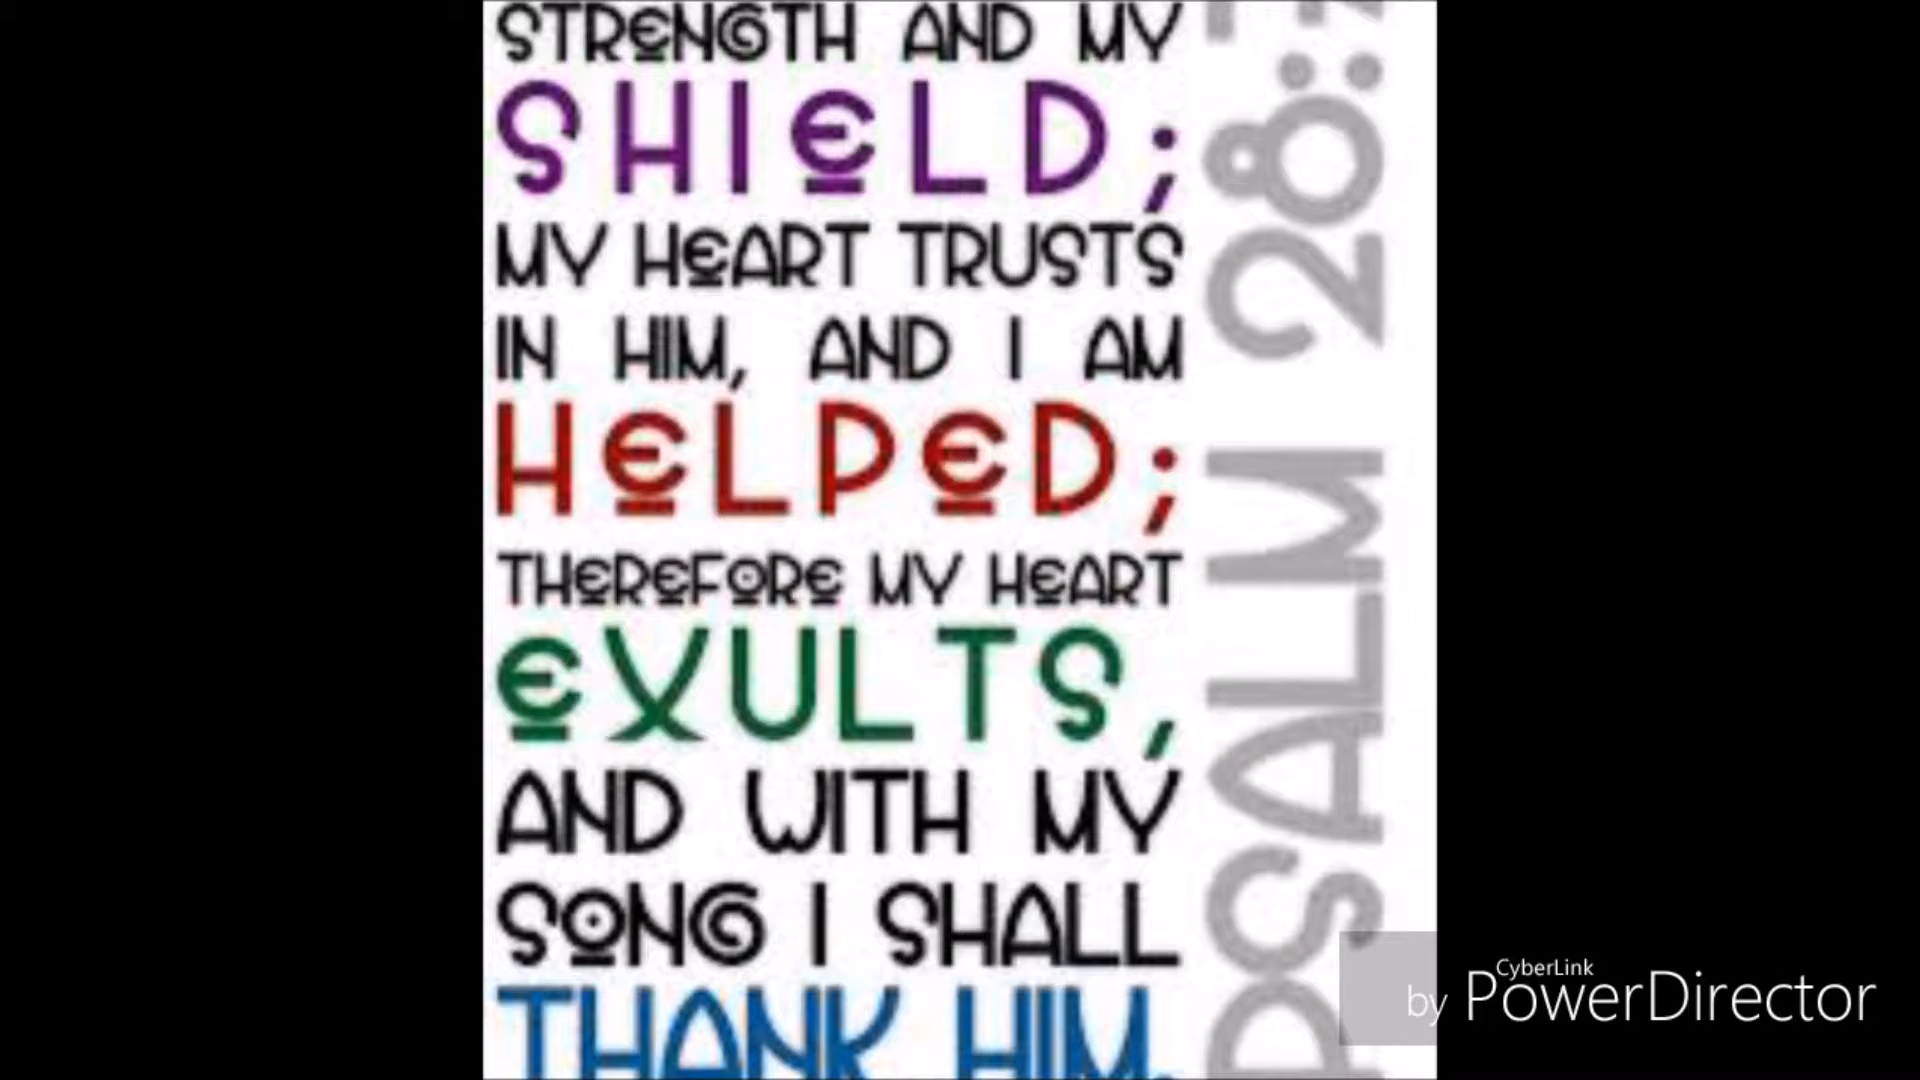 STRENGTH AND MY
SHIELD;
MY HEART TRUSTS
IN HIM, AND I AM
HELPED;
THEREFORE MY HEART
EXULTS,
AND WITH MY
SONG I SHALL
THANK HIM.
PSALM 28:7
by CyberLink PowerDirector